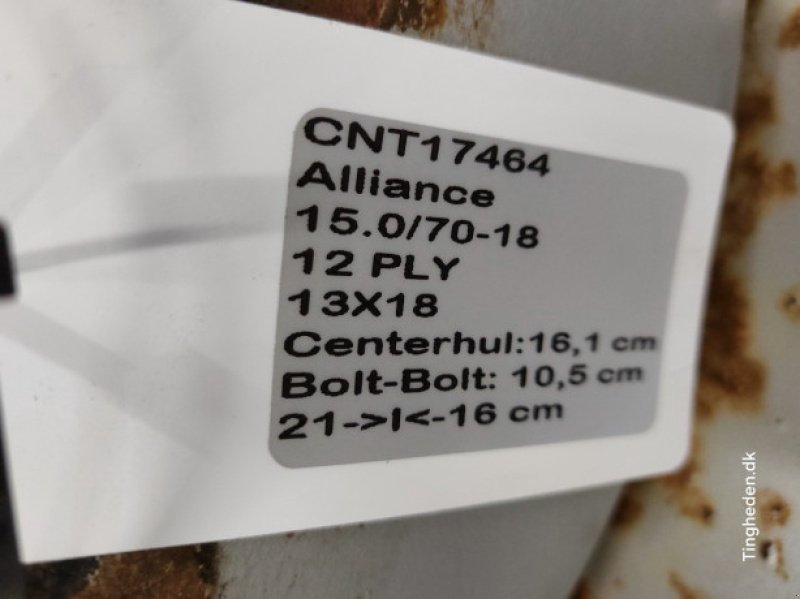 CNT17464
Alliance
15.0/70-18
12 PLY
13X18
Centerhul:16,1 cm
Bolt-Bolt: 10,5 cm
21->I<-16 cm
Tingheden.dk